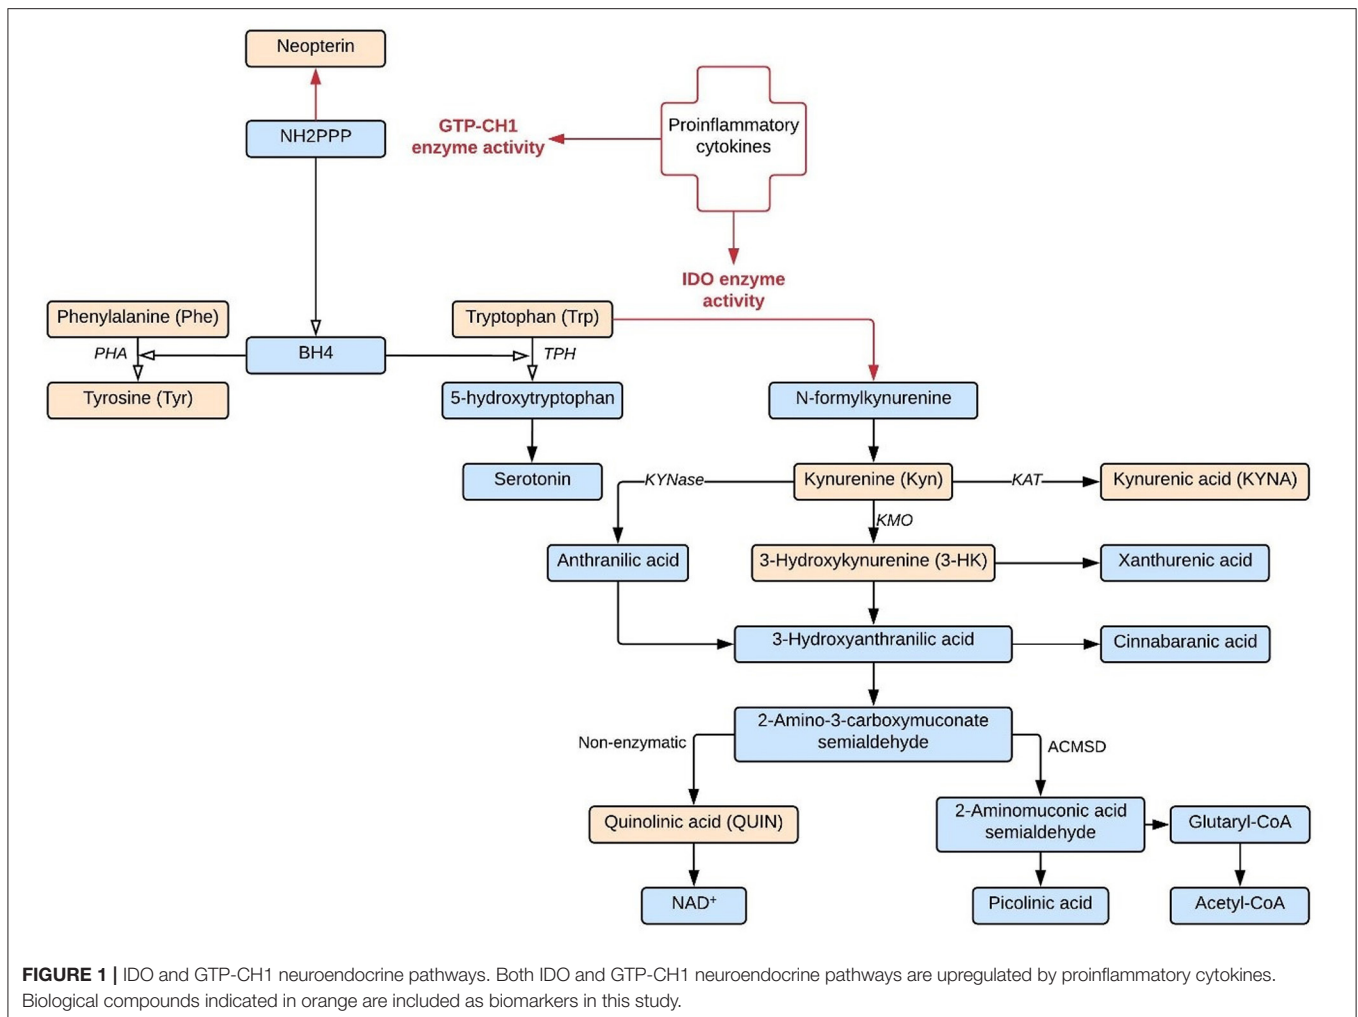 Neopterin
NH2PPP
GTP-CH1
enzyme activity
Proinflammatory
cytokines
IDO enzyme
activity
Phenylalanine (Phe)
Tryptophan (Trp)
PHA
BH4
TPH
Tyrosine (Tyr)
5-hydroxytryptophan
N-formylkynurenine
Serotonin
KYNase
Kynurenine (Kyn)
KAT
Kynurenic acid (KYNA)
KMO
Anthranilic acid
3-Hydroxykynurenine (3-HK)
Xanthurenic acid
3-Hydroxyanthranilic acid
Cinnabaranic acid
2-Amino-3-carboxymuconate
semialdehyde
Non-enzymatic
ACMSD
Quinolinic acid (QUIN)
2-Aminomuconic acid
semialdehyde
Glutaryl-CoA
NAD⁺
Picolinic acid
Acetyl-CoA
FIGURE 1 | IDO and GTP-CH1 neuroendocrine pathways. Both IDO and GTP-CH1 neuroendocrine pathways are upregulated by proinflammatory cytokines.
Biological compounds indicated in orange are included as biomarkers in this study.